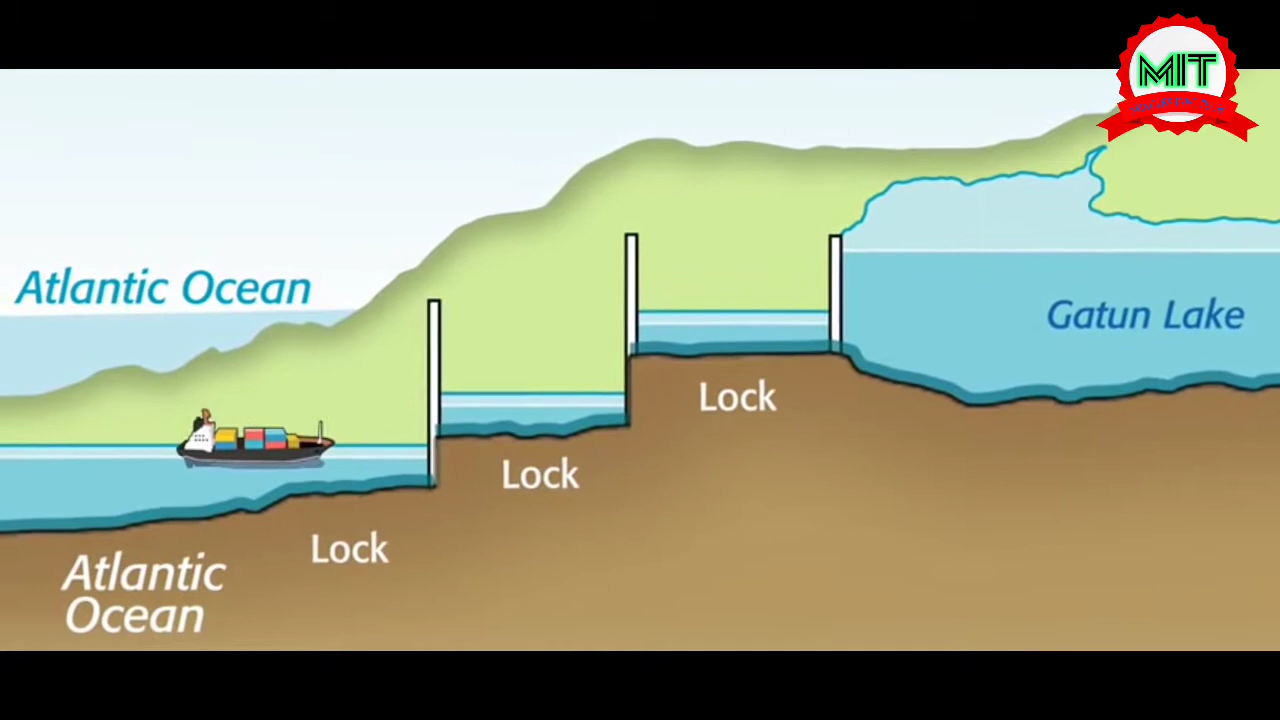 MIT
Atlantic Ocean
Gatun Lake
Lock
Lock
Lock
Atlantic
Ocean